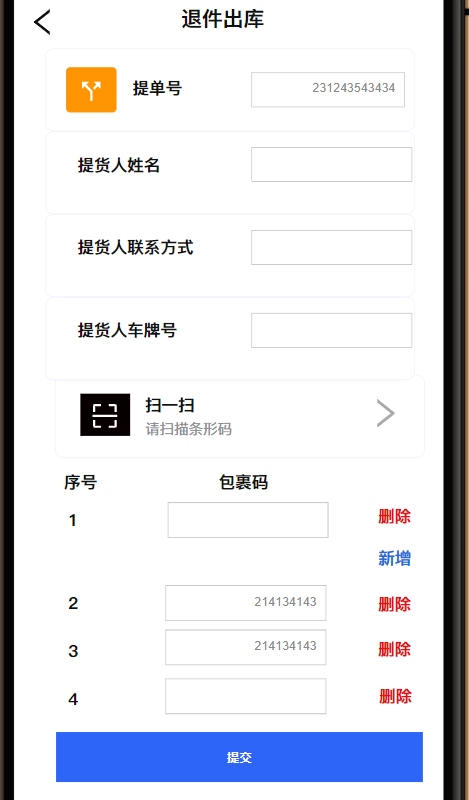 退件出库
提单号 231243543434
提货人姓名
提货人联系方式
提货人车牌号
扫一扫
请扫描条形码
序号 包裹码
1 删除
新增
2 214134143 删除
3 214134143 删除
4 删除
提交